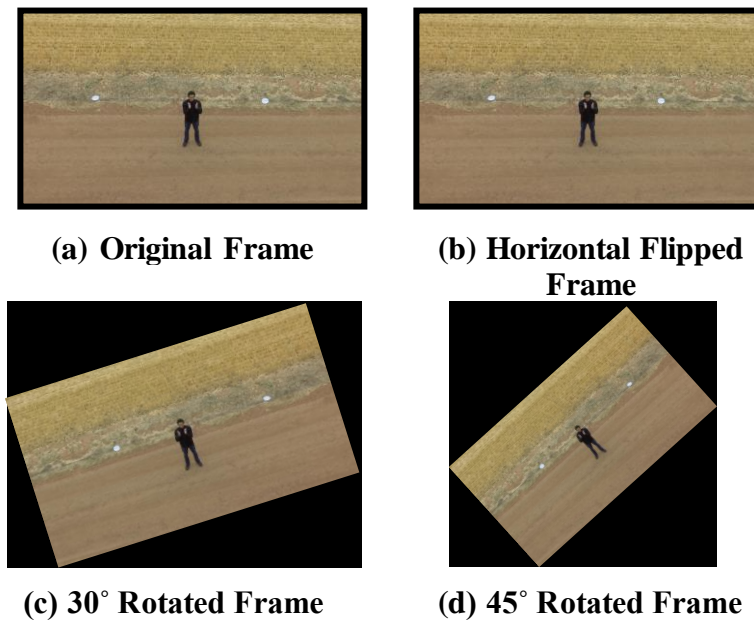 (a) Original Frame
(b) Horizontal Flipped
Frame
(c) 30° Rotated Frame
(d) 45° Rotated Frame